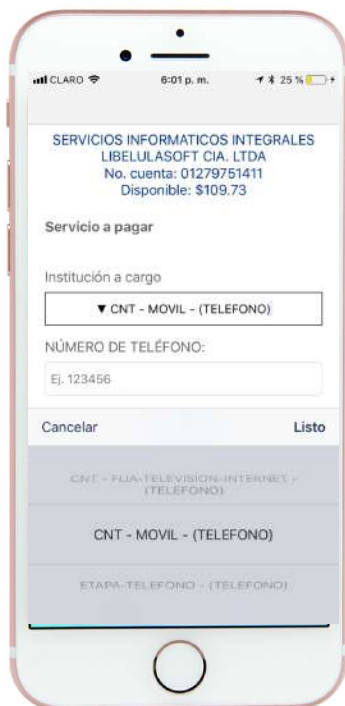 CLARO 6:01 p. m. 25 %
SERVICIOS INFORMATICOS INTEGRALES
LIBELULASOFT CIA. LTDA
No. cuenta: 01279751411
Disponible: $109.73
Servicio a pagar
Institución a cargo
▼ CNT - MOVIL - (TELEFONO)
NÚMERO DE TELÉFONO:
Ej. 123456
Cancelar Listo
CNT - FIJA-TELEVISION-INTERNET -
(TELEFONO)
CNT - MOVIL - (TELEFONO)
ETAPA-TELEFONO - (TELEFONO)